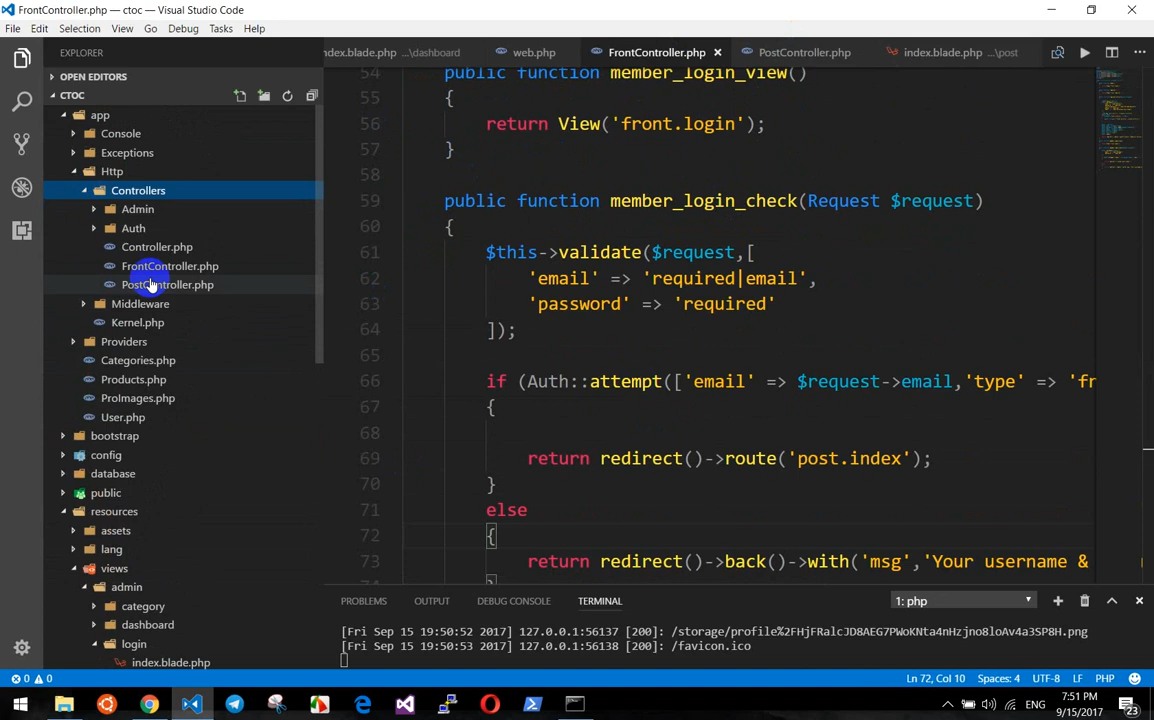 FrontController.php — ctoc — Visual Studio Code
File Edit Selection View Go Debug Tasks Help
EXPLORER
OPEN EDITORS
CTOC
app
Console
Exceptions
Http
Controllers
Admin
Auth
Controller.php
FrontController.php
PostController.php
Middleware
Kernel.php
Providers
Categories.php
Products.php
ProImages.php
User.php
bootstrap
config
database
public
resources
assets
lang
views
admin
category
dashboard
login
index.blade.php
ndex.blade.php ...\dashboard web.php FrontController.php PostController.php index.blade.php ...\post
54 public function member_login_view()
55 {
56 return View('front.login');
57 }
58
59 public function member_login_check(Request $request)
60 {
61 $this->validate($request,[
62 'email' => 'required|email',
63 'password' => 'required'
64 ]);
65
66 if (Auth::attempt(['email' => $request->email,'type' => 'fr
67 {
68
69 return redirect()->route('post.index');
70 }
71 else
72 {
73 return redirect()->back()->with('msg','Your username &
74 }
PROBLEMS OUTPUT DEBUG CONSOLE TERMINAL 1: php
[Fri Sep 15 19:50:52 2017] 127.0.0.1:56137 [200]: /storage/profile%2FHjFRalcJD8AEG7PWoKNta4nHzjno8loAv4a3SP8H.png
[Fri Sep 15 19:50:53 2017] 127.0.0.1:56138 [200]: /favicon.ico
0 0 Ln 72, Col 10 Spaces: 4 UTF-8 LF PHP
ENG 7:51 PM
9/15/2017 23